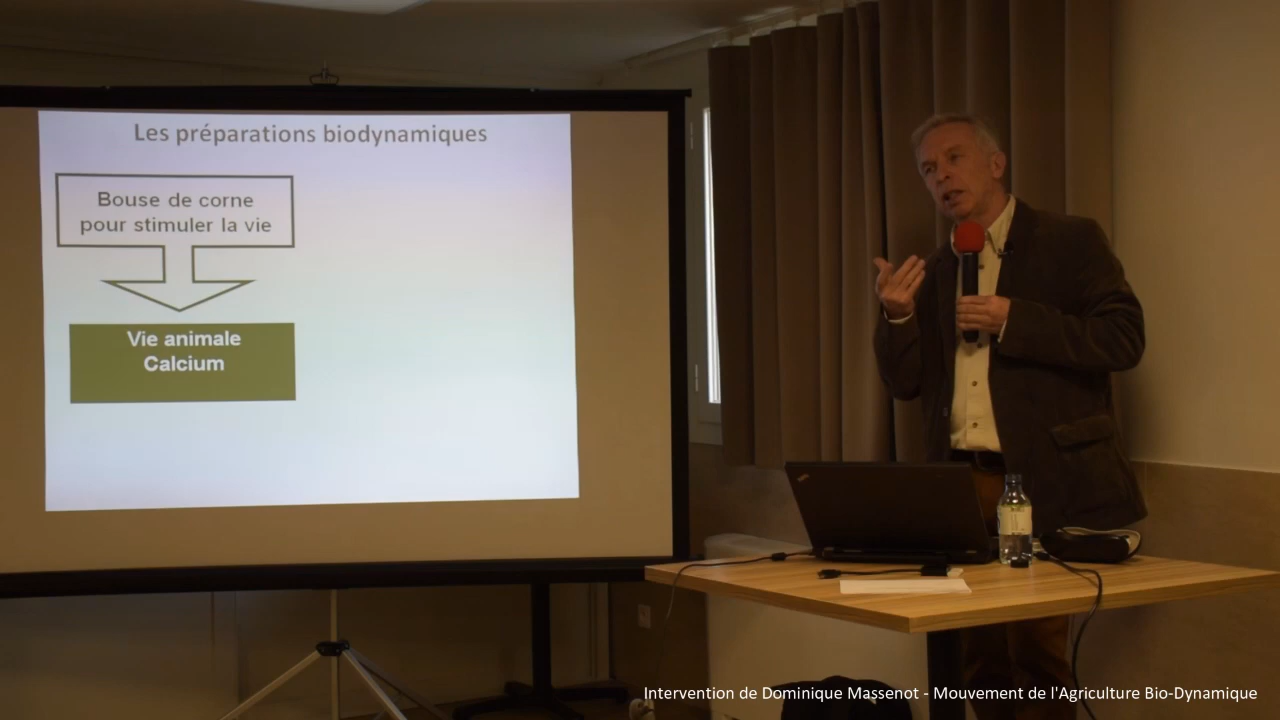 Les préparations biodynamiques
Bouse de corne
pour stimuler la vie
Vie animale
Calcium
Intervention de Dominique Massenot - Mouvement de l'Agriculture Bio-Dynamique